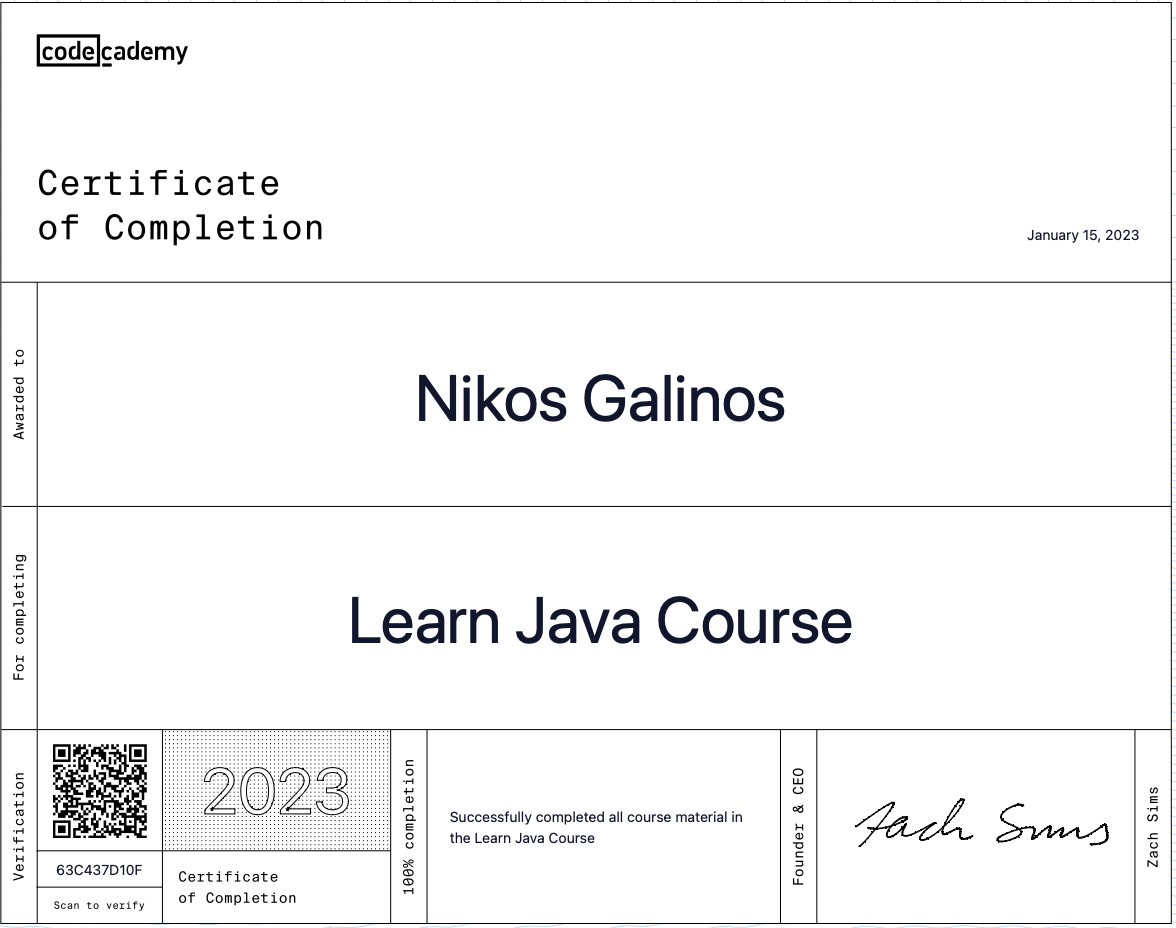 codecademy
Certificate
of Completion
January 15, 2023
Awarded to
Nikos Galinos
For completing
Learn Java Course
Verification
63C437D10F
Scan to verify
2023
Certificate
of Completion
100% completion
Successfully completed all course material in
the Learn Java Course
Founder & CEO
Zach Sims
Zach Sims